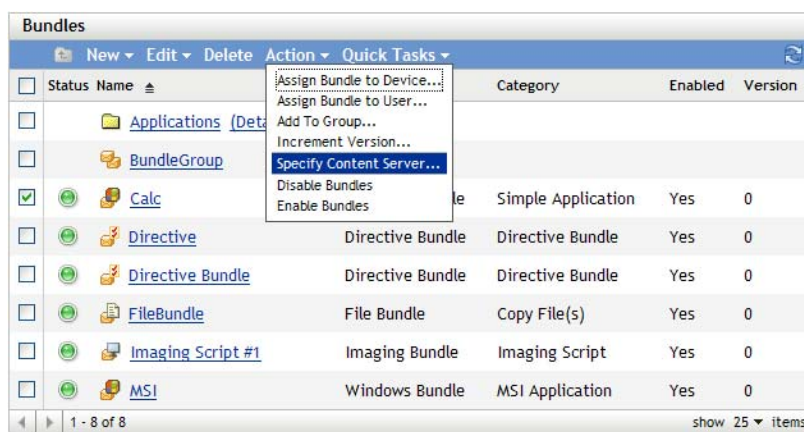 Bundles
New Edit Delete Action Quick Tasks
Status Name Category Enabled Version
Assign Bundle to Device...
Assign Bundle to User...
Add To Group...
Increment Version...
Specify Content Server...
Disable Bundles
Enable Bundles
Applications (Deta
BundleGroup
Calc le Simple Application Yes 0
Directive Directive Bundle Directive Bundle Yes 0
Directive Bundle Directive Bundle Directive Bundle Yes 0
FileBundle File Bundle Copy File(s) Yes 0
Imaging Script #1 Imaging Bundle Imaging Script Yes 0
MSI Windows Bundle MSI Application Yes 0
1 - 8 of 8 show 25 items